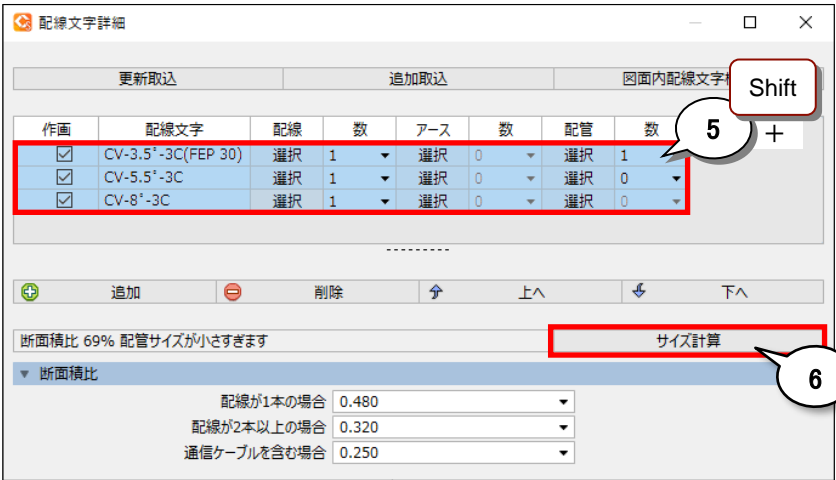 配線文字詳細
更新取込 追加取込 図面内配線文字
Shift
5 +
作画 配線文字 配線 数 アース 数 配管 数
CV-3.5°-3C(FEP 30) 選択 1 選択 0 選択 1
CV-5.5°-3C 選択 1 選択 0 選択 0
CV-8°-3C 選択 1 選択 0 選択 0
追加 削除 上へ 下へ
断面積比 69% 配管サイズが小さすぎます サイズ計算
6
断面積比
配線が1本の場合 0.480
配線が2本以上の場合 0.320
通信ケーブルを含む場合 0.250